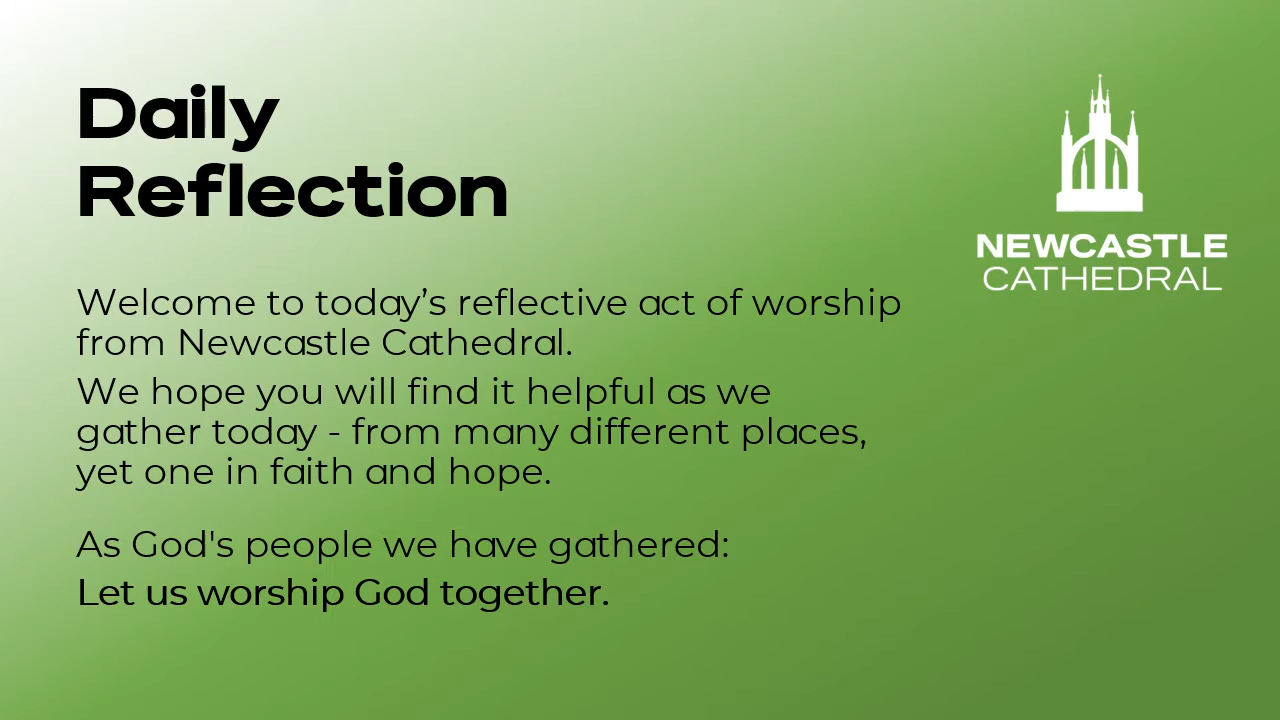 Daily
Reflection
NEWCASTLE
CATHEDRAL
Welcome to today’s reflective act of worship
from Newcastle Cathedral.
We hope you will find it helpful as we
gather today - from many different places,
yet one in faith and hope.
As God's people we have gathered:
Let us worship God together.